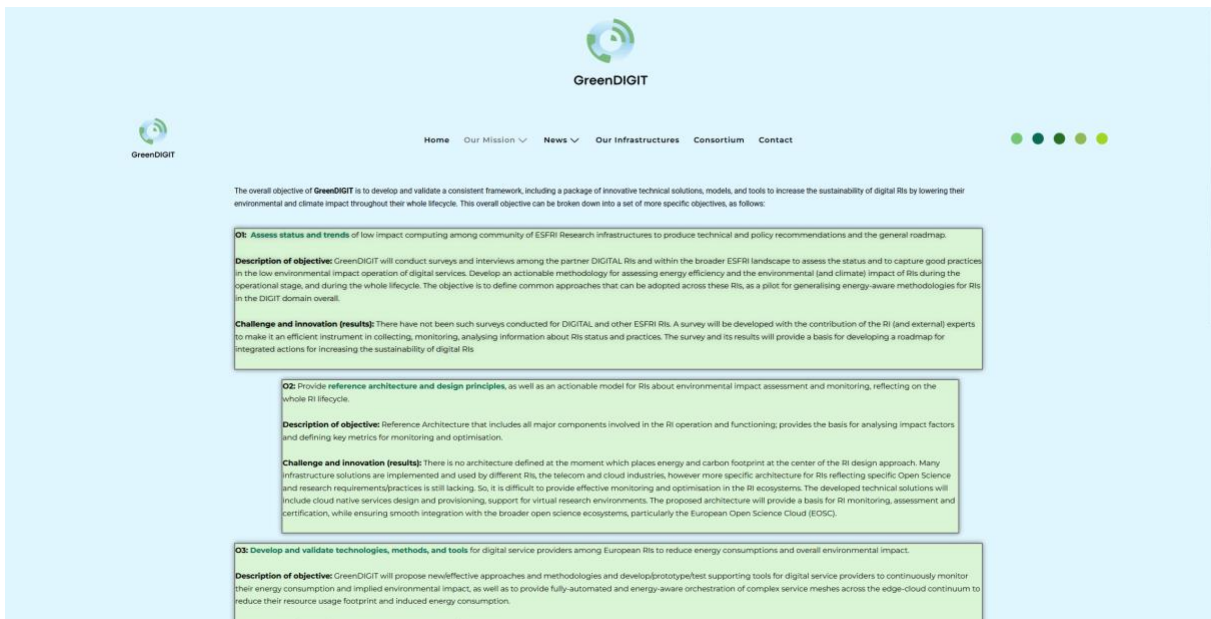 GreenDIGIT
GreenDIGIT
Home Our Mission News Our Infrastructures Consortium Contact
The overall objective of GreenDIGIT is to develop and validate a consistent framework, including a package of innovative technical solutions, models, and tools to increase the sustainability of digital RIs by lowering their
environmental and climate impact throughout their whole lifecycle. This overall objective can be broken down into a set of more specific objectives, as follows:
O1: Assess status and trends of low impact computing among community of ESFRI Research infrastructures to produce technical and policy recommendations and the general roadmap.
Description of objective: GreenDIGIT will conduct surveys and interviews among the partner DIGITAL RIs and within the broader ESFRI landscape to assess the status and to capture good practices
in the low environmental impact operation of digital services. Develop an actionable methodology for assessing energy efficiency and the environmental (and climate) impact of RIs during the
operational stage, and during the whole lifecycle. The objective is to define common approaches that can be adopted across these RIs, as a pilot for generalising energy-aware methodologies for RIs
in the DIGIT domain overall.
Challenge and innovation (results): There have not been such surveys conducted for DIGITAL and other ESFRI RIs. A survey will be developed with the contribution of the RI (and external) experts
to make it an efficient instrument in collecting, monitoring, analysing information about RIs status and practices. The survey and its results will provide a basis for developing a roadmap for
integrated actions for increasing the sustainability of digital RIs
O2: Provide reference architecture and design principles, as well as an actionable model for RIs about environmental impact assessment and monitoring, reflecting on the
whole RI lifecycle.
Description of objective: Reference Architecture that includes all major components involved in the RI operation and functioning; provides the basis for analysing impact factors
and defining key metrics for monitoring and optimisation.
Challenge and innovation (results): There is no architecture defined at the moment which places energy and carbon footprint at the center of the RI design approach. Many
infrastructure solutions are implemented and used by different RIs, the telecom and cloud industries, however more specific architecture for RIs reflecting specific Open Science
and research requirements/practices is still lacking. So, it is difficult to provide effective monitoring and optimisation in the RI ecosystems. The developed technical solutions will
include cloud native services design and provisioning, support for virtual research environments. The proposed architecture will provide a basis for RI monitoring, assessment and
certification, while ensuring smooth integration with the broader open science ecosystems, particularly the European Open Science Cloud (EOSC).
O3: Develop and validate technologies, methods, and tools for digital service providers among European RIs to reduce energy consumptions and overall environmental impact.
Description of objective: GreenDIGIT will propose new/effective approaches and methodologies and develop/prototype/test supporting tools for digital service providers to continuously monitor
their energy consumption and implied environmental impact, as well as to provide fully-automated and energy-aware orchestration of complex service meshes across the edge-cloud continuum to
reduce their resource usage footprint and induced energy consumption.